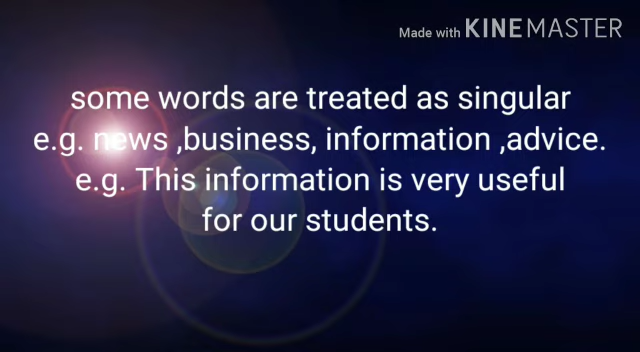 Made with KINEMASTER
some words are treated as singular
e.g. news ,business, information ,advice.
e.g. This information is very useful
for our students.